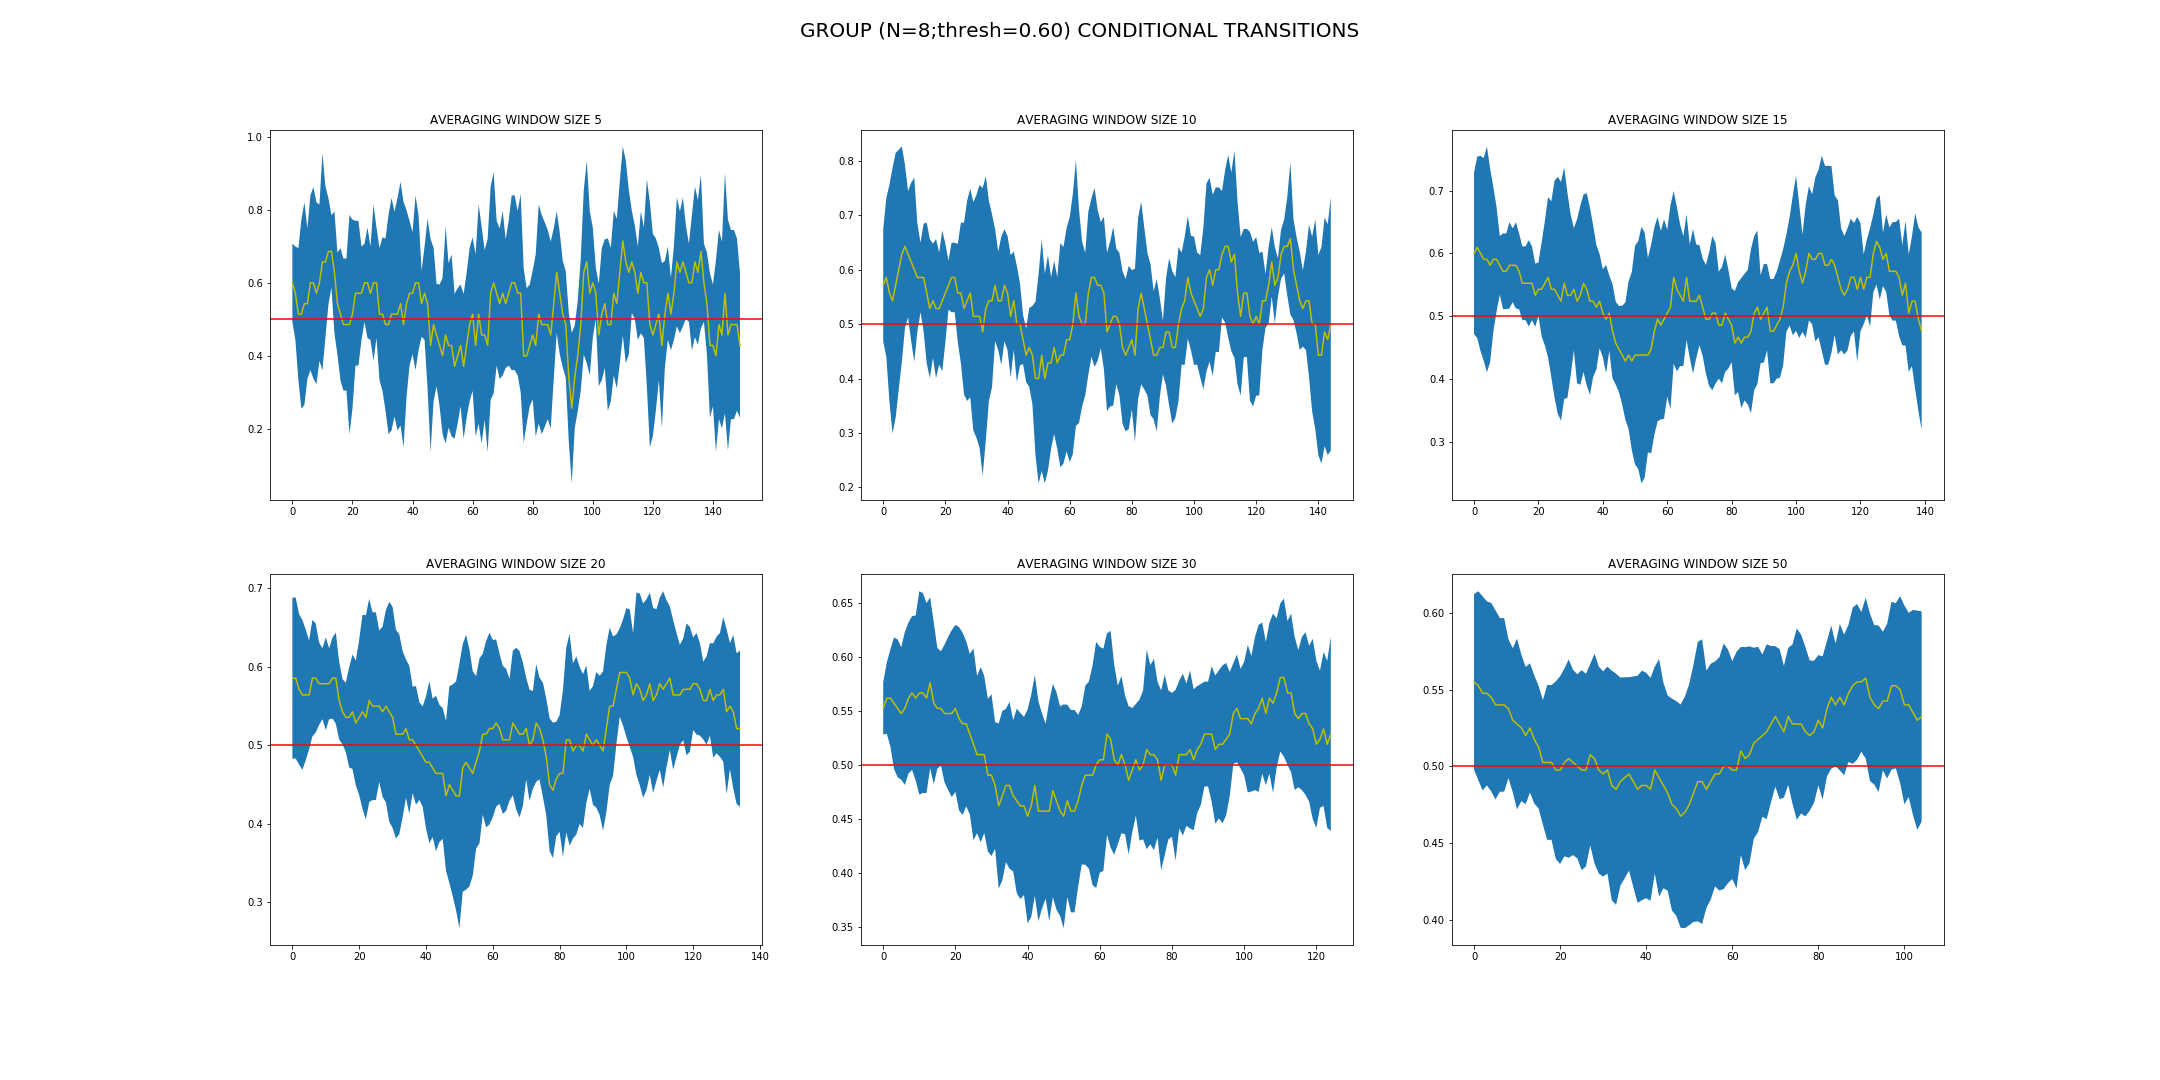 GROUP (N=8;thresh=0.60) CONDITIONAL TRANSITIONS
AVERAGING WINDOW SIZE 5
1.0
0.8
0.6
0.4
0.2
0 20 40 60 80 100 120 140
AVERAGING WINDOW SIZE 10
0.8
0.7
0.6
0.5
0.4
0.3
0.2
0 20 40 60 80 100 120 140
AVERAGING WINDOW SIZE 15
0.7
0.6
0.5
0.4
0.3
0 20 40 60 80 100 120 140
AVERAGING WINDOW SIZE 20
0.7
0.6
0.5
0.4
0.3
0 20 40 60 80 100 120 140
AVERAGING WINDOW SIZE 30
0.65
0.60
0.55
0.50
0.45
0.40
0.35
0 20 40 60 80 100 120
AVERAGING WINDOW SIZE 50
0.60
0.55
0.50
0.45
0.40
0 20 40 60 80 100